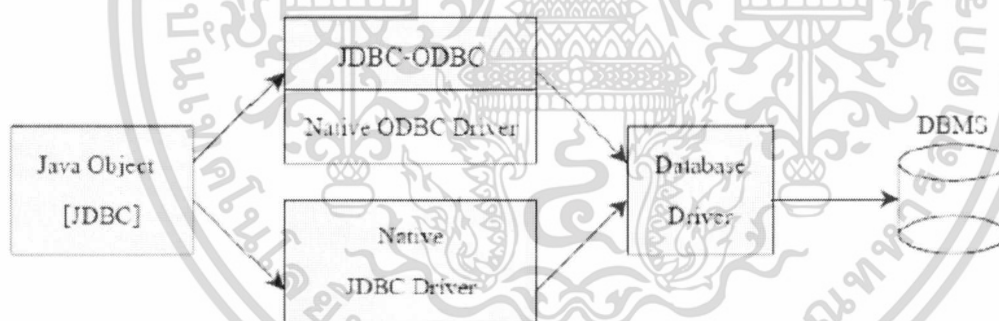 JDBC-ODBC
Native ODBC Driver
Java Object
[JDBC]
Native
JDBC Driver
Database
Driver
DBMS